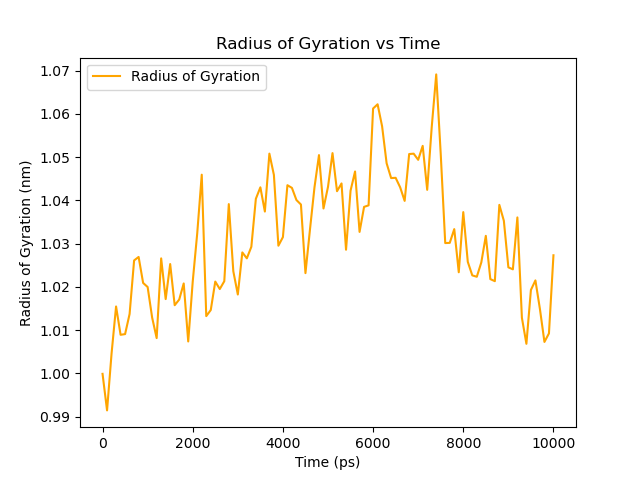 Radius of Gyration vs Time
Radius of Gyration
1.07
1.06
1.05
1.04
1.03
1.02
1.01
1.00
0.99
Radius of Gyration (nm)
0 2000 4000 6000 8000 10000
Time (ps)